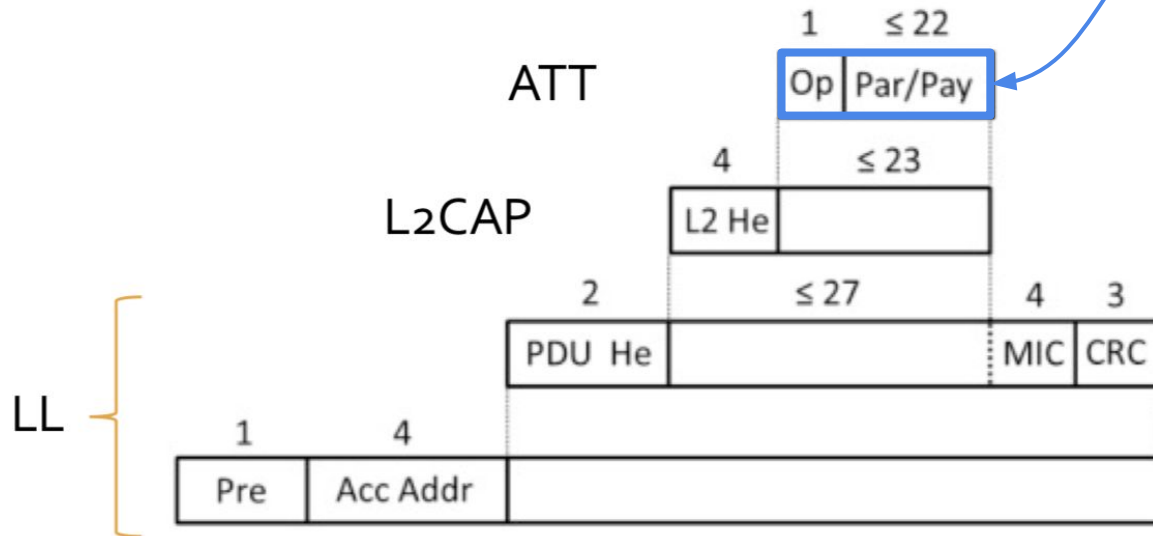 1 ≤ 22
ATT Op Par/Pay
4 ≤ 23
L2CAP L2 He
2 ≤ 27 4 3
PDU He MIC CRC
LL
1 4
Pre Acc Addr